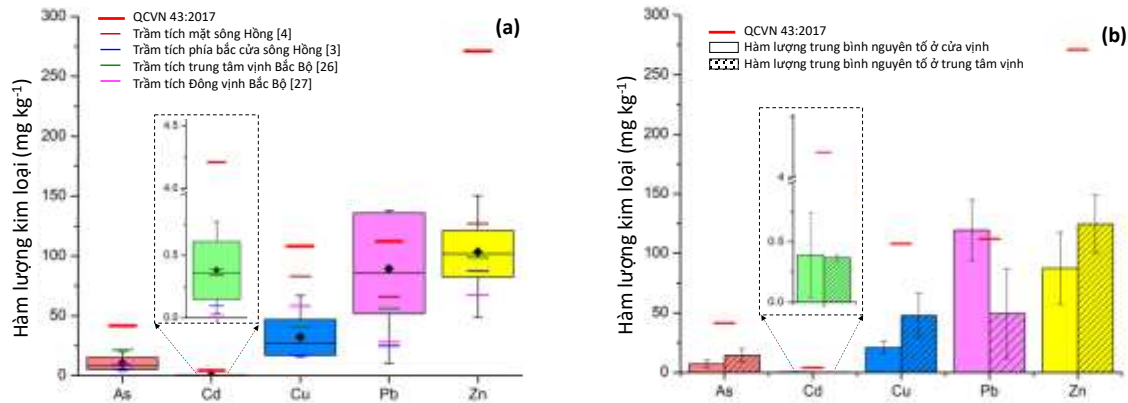 (a)
Hàm lượng kim loại (mg kg-1)
300
250
200
150
100
50
0
QCVN 43:2017
Trầm tích mặt sông Hồng [4]
Trầm tích phía bắc cửa sông Hồng [3]
Trầm tích trung tâm vịnh Bắc Bộ [26]
Trầm tích Đông vịnh Bắc Bộ [27]
4.5
4.0
0.5
0.0
As Cd Cu Pb Zn
(b)
Hàm lượng kim loại (mg kg-1)
300
250
200
150
100
50
0
QCVN 43:2017
Hàm lượng trung bình nguyên tố ở cửa vịnh
Hàm lượng trung bình nguyên tố ở trung tâm vịnh
4
0.5
0.0
As Cd Cu Pb Zn